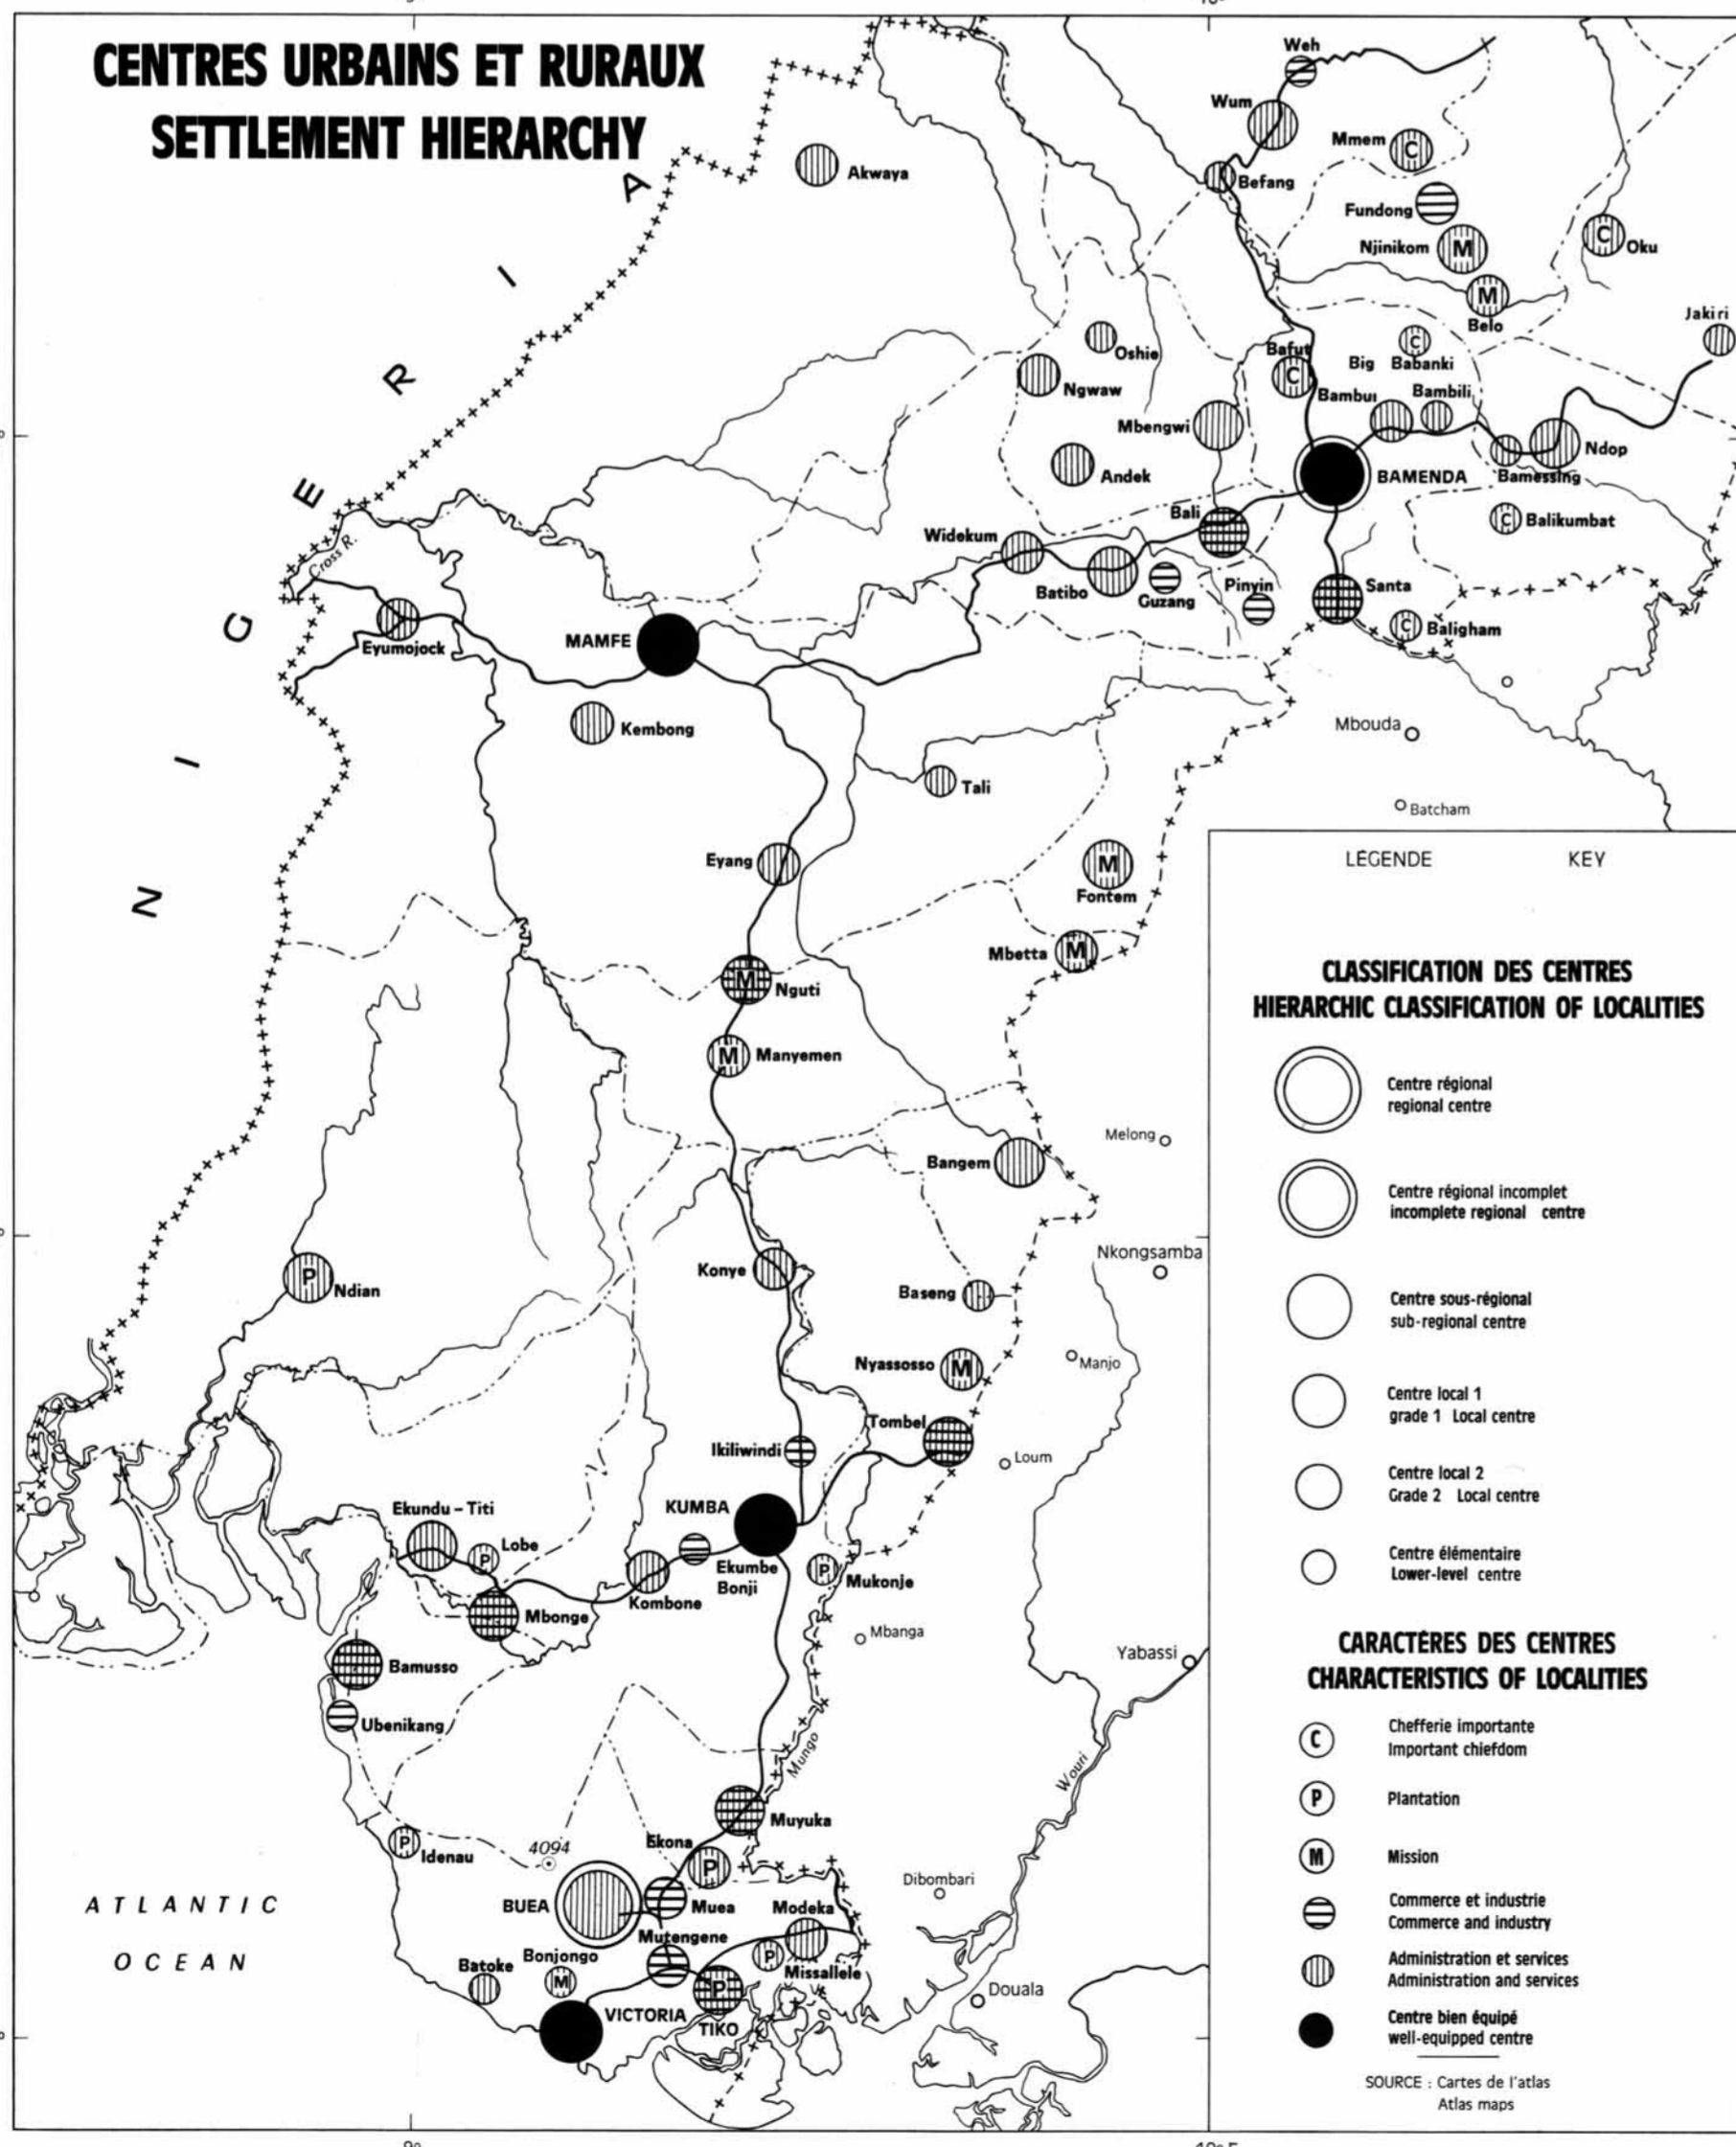 CENTRES URBAINS ET RURAUX
SETTLEMENT HIERARCHY
N I G E R I A
Weh
Wum
Mmem
C
Akwaya
Befang
Fundong
Njinikom
M
C
Oku
M
Belo
Jakiri
Oshie
Bafut
C
Big Babanki
C
Ngwaw
Bambui
Bambili
Mbengwi
Ndop
Andek
BAMENDA
Bamessing
Bali
C
Balikumbat
Widekum
Cross R.
Batibo
Guzang
Pinyin
Santa
Eyumojock
MAMFE
C
Baligham
Kembong
Mbouda
Tali
Batcham
Eyang
M
Fontem
Mbetta
M
M
Nguti
M
Manyemen
Melong
Bangem
Nkongsamba
Konye
P
Ndian
Baseng
Manjo
Nyassosso
M
Tombel
Ikiliwindi
Loum
Ekundu - Titi
KUMBA
Lobe
P
Ekumbe
Bonji
P
Mukonje
Kombone
Mbonge
Mbanga
Yabassi
Bamusso
Ubenikang
Mungo
Wouri
Muyuka
P
Idenau
4094
Ekona
P
Dibombari
BUEA
Muea
Modeka
ATLANTIC
OCEAN
Mutengene
P
Missallele
Batoke
Bonjongo
M
P
Douala
VICTORIA
TIKO
LÉGENDE KEY
CLASSIFICATION DES CENTRES
HIERARCHIC CLASSIFICATION OF LOCALITIES
Centre régional
regional centre
Centre régional incomplet
incomplete regional centre
Centre sous-régional
sub-regional centre
Centre local 1
grade 1 Local centre
Centre local 2
Grade 2 Local centre
Centre élémentaire
Lower-level centre
CARACTÈRES DES CENTRES
CHARACTERISTICS OF LOCALITIES
C
Chefferie importante
Important chiefdom
P
Plantation
M
Mission
Commerce et industrie
Commerce and industry
Administration et services
Administration and services
Centre bien équipé
well-equipped centre
SOURCE : Cartes de l'atlas
Atlas maps